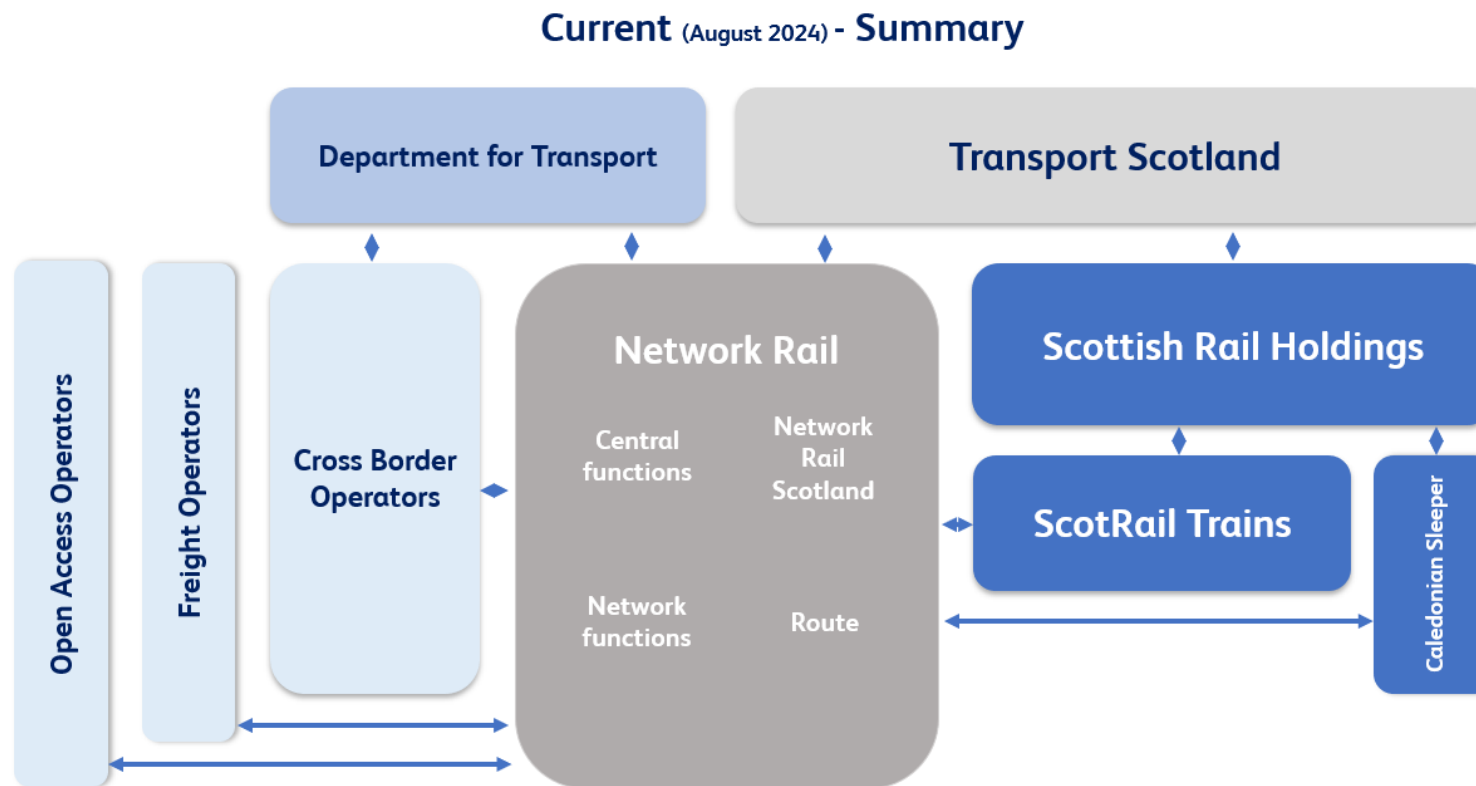 Current (August 2024) - Summary
Department for Transport
Transport Scotland
Open Access Operators
Freight Operators
Cross Border
Operators
Network Rail
Central
functions
Network
Rail
Scotland
Network
functions
Route
Scottish Rail Holdings
ScotRail Trains
Caledonian Sleeper